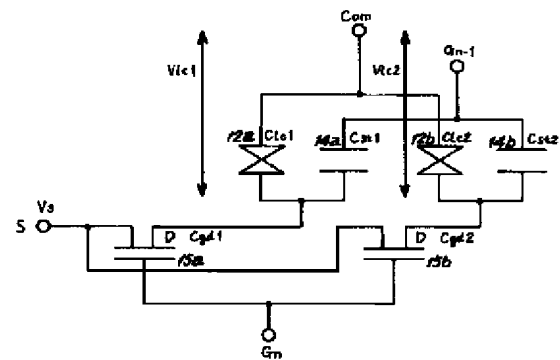 Com
Gn-1
Vlc1
Vlc2
12a
Clc1
14a
Cst1
12b
Clc2
14b
Cst2
S
Vs
D
Cgd1
15a
D
Cgd2
15b
Gn